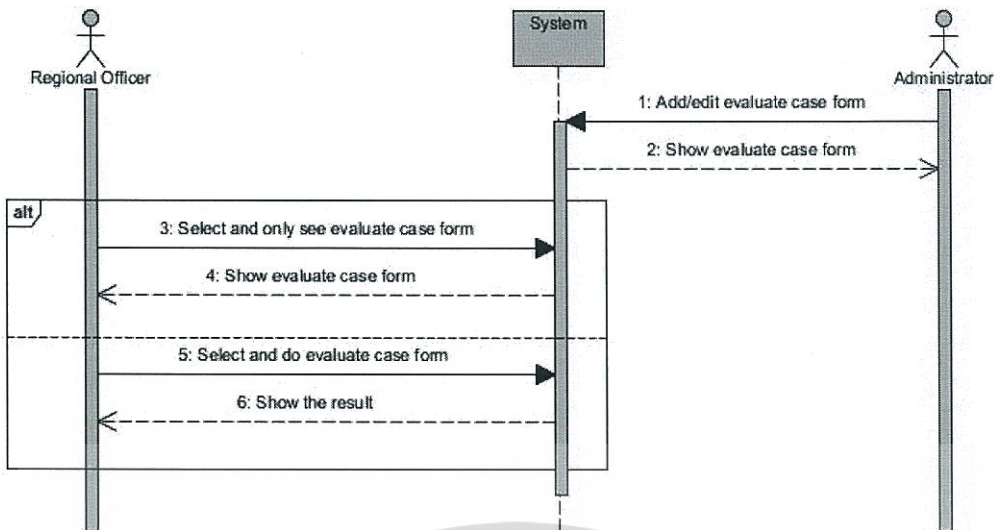 System
Regional Officer
Administrator
1: Add/edit evaluate case form
2: Show evaluate case form
alt
3: Select and only see evaluate case form
4: Show evaluate case form
5: Select and do evaluate case form
6: Show the result